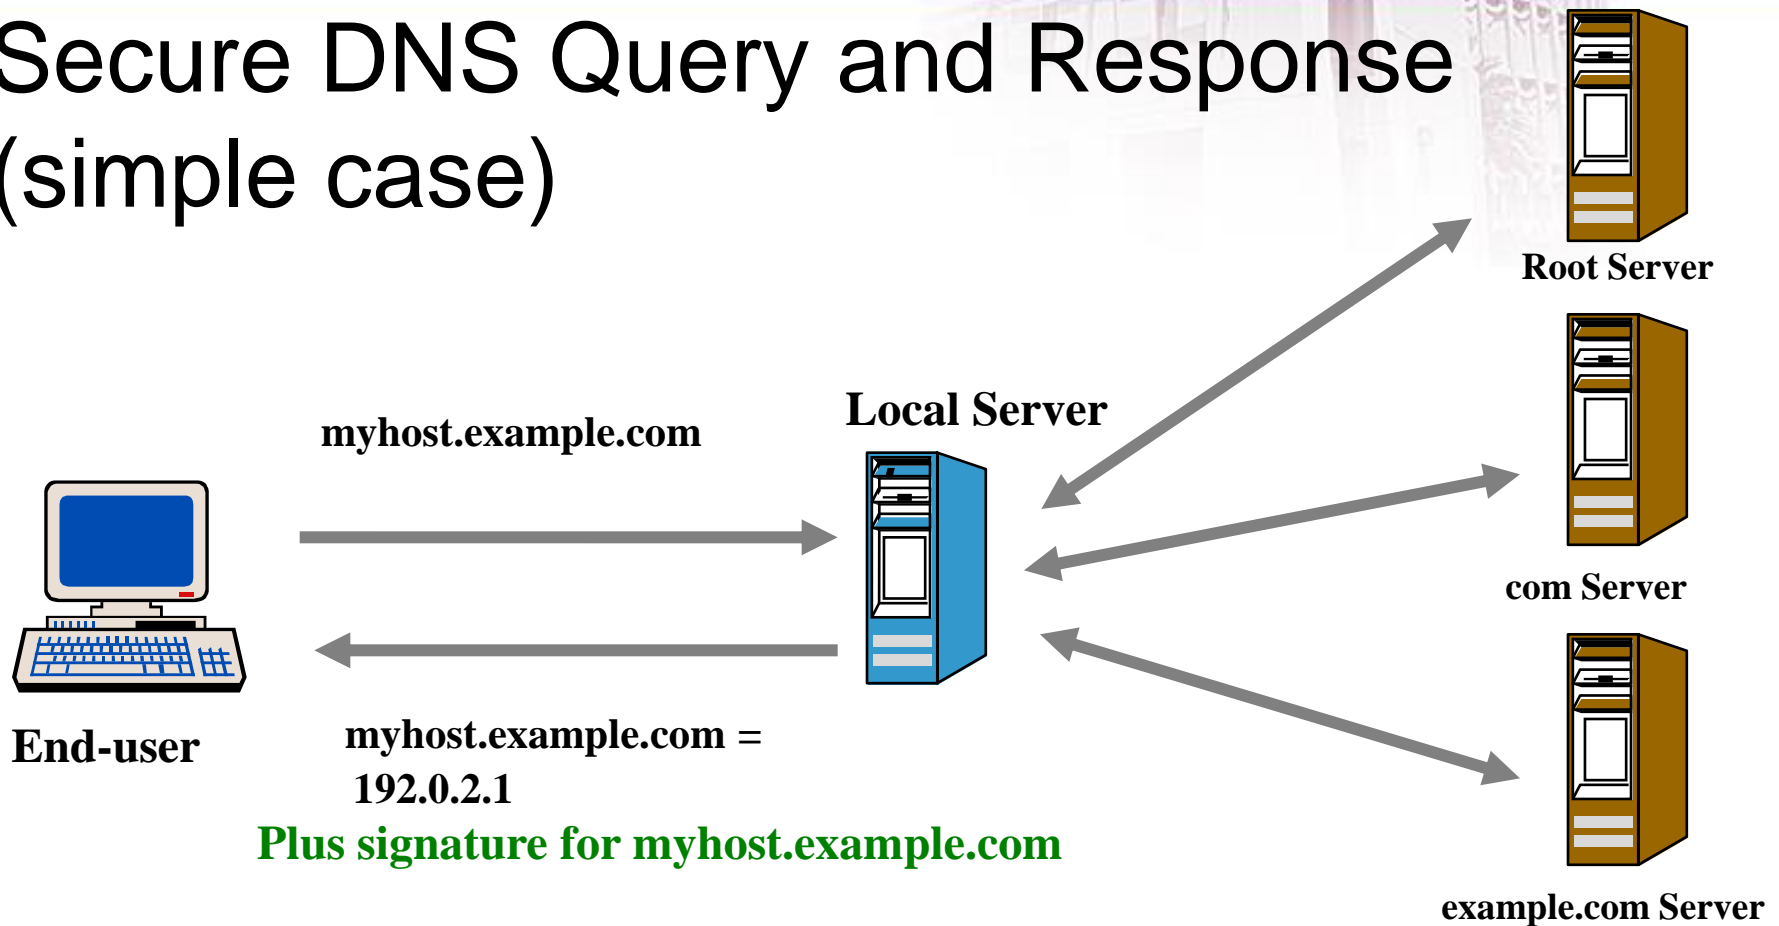 Secure DNS Query and Response
(simple case)
Root Server
Local Server
myhost.example.com
com Server
End-user
myhost.example.com =
192.0.2.1
Plus signature for myhost.example.com
example.com Server